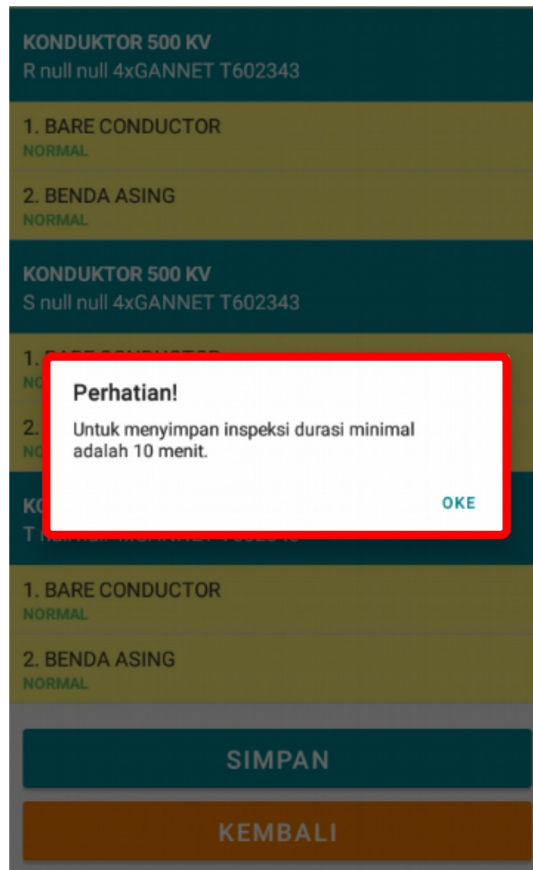 KONDUKTOR 500 KV
R null null 4xGANNET T602343
1. BARE CONDUCTOR
NORMAL
2. BENDA ASING
NORMAL
KONDUKTOR 500 KV
S null null 4xGANNET T602343
1.
Perhatian!
2.
Untuk menyimpan inspeksi durasi minimal
adalah 10 menit.
OKE
T
1. BARE CONDUCTOR
NORMAL
2. BENDA ASING
NORMAL
SIMPAN
KEMBALI